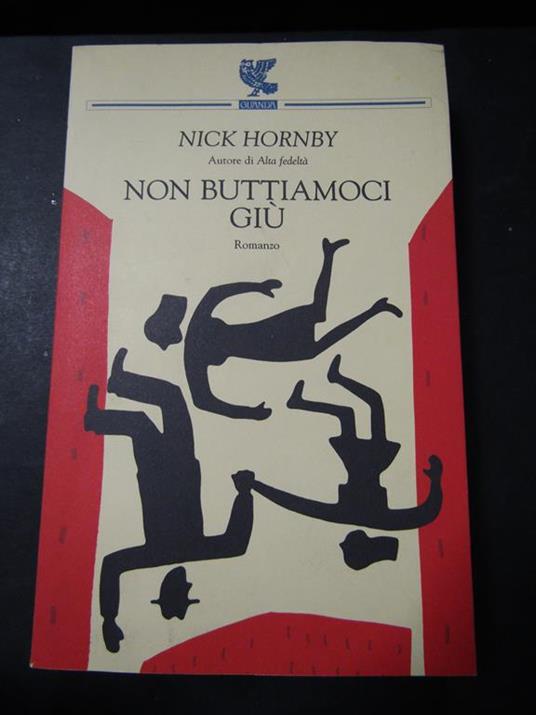 GUANDA
NICK HORNBY
Autore di Alta fedeltà
NON BUTTIAMOCI
GIÙ
Romanzo